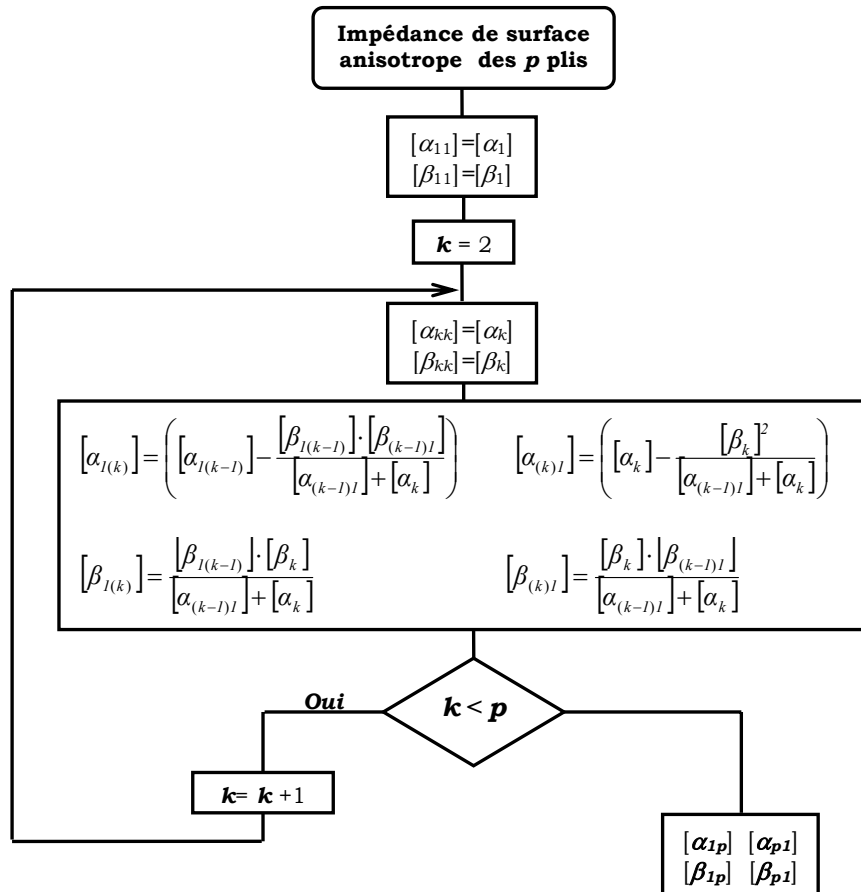 Impédance de surface
anisotrope des p plis
[α11]=[α1]
[β11]=[β1]
k = 2
[αkk]=[αk]
[βkk]=[βk]
[α1(k)] = ([α1(k-1)] - [β1(k-1)]·[β(k-1)1] / [α(k-1)1]+[αk])
[α(k)1] = ([αk] - [βk]² / [α(k-1)1]+[αk])
[β1(k)] = ⌊β1(k-1)⌋·[βk] / [α(k-1)1]+[αk]
[β(k)1] = [βk]·⌊β(k-1)1⌋ / [α(k-1)1]+[αk]
Oui
k < p
k= k +1
[α1p] [αp1]
[β1p] [βp1]